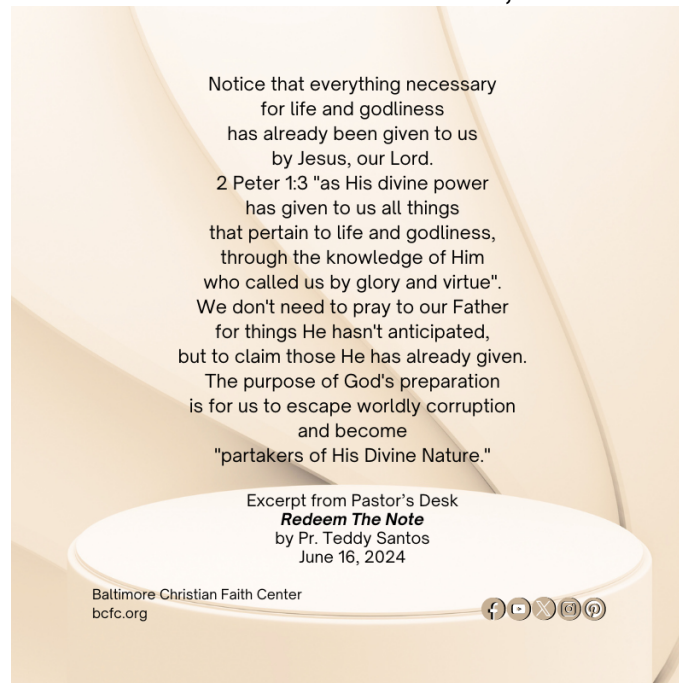 Notice that everything necessary
for life and godliness
has already been given to us
by Jesus, our Lord.
2 Peter 1:3 "as His divine power
has given to us all things
that pertain to life and godliness,
through the knowledge of Him
who called us by glory and virtue".
We don't need to pray to our Father
for things He hasn't anticipated,
but to claim those He has already given.
The purpose of God's preparation
is for us to escape worldly corruption
and become
"partakers of His Divine Nature."
Excerpt from Pastor’s Desk
Redeem The Note
by Pr. Teddy Santos
June 16, 2024
Baltimore Christian Faith Center
bcfc.org